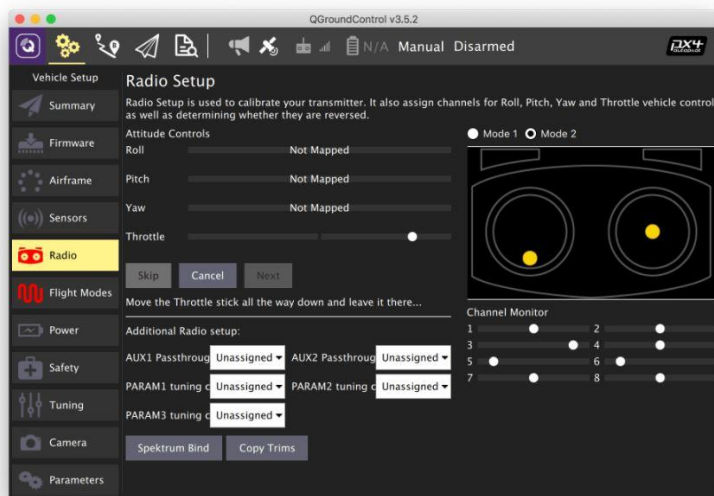 QGroundControl v3.5.2
N/A Manual Disarmed
PX4
autopilot
Vehicle Setup
Summary
Firmware
Airframe
Sensors
Radio
Flight Modes
Power
Safety
Tuning
Camera
Parameters
Radio Setup
Radio Setup is used to calibrate your transmitter. It also assign channels for Roll, Pitch, Yaw and Throttle vehicle control
as well as determining whether they are reversed.
Attitude Controls
Roll Not Mapped
Pitch Not Mapped
Yaw Not Mapped
Throttle
Skip Cancel Next
Move the Throttle stick all the way down and leave it there...
Additional Radio setup:
AUX1 Passthroug Unassigned AUX2 Passthroug Unassigned
PARAM1 tuning c Unassigned PARAM2 tuning c Unassigned
PARAM3 tuning c Unassigned
Spektrum Bind Copy Trims
Mode 1 Mode 2
Channel Monitor
1 2
3 4
5 6
7 8